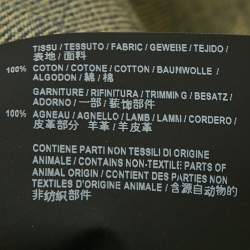 TISSU / TESSUTO / FABRIC / GEWEBE / TEJIDO /
表地 / 面料
100% COTON / COTONE / COTTON / BAUMWOLLE /
ALGODON / 綿 / 棉
GARNITURE / RIFINITURA / TRIMMING / BESATZ /
ADORNO / 一部 / 装饰部件
100% AGNEAU / AGNELLO / LAMB / LAMM / CORDERO /
皮革部分 羊革 / 羊皮革
CONTIENE PARTI NON TESSILI DI ORIGINE
ANIMALE / CONTAINS NON-TEXTILE PARTS OF
ANIMAL ORIGIN / CONTIENT DES PARTIES NON
TEXTILES D'ORIGINE ANIMALE / 含源自动物的
非纺织部件